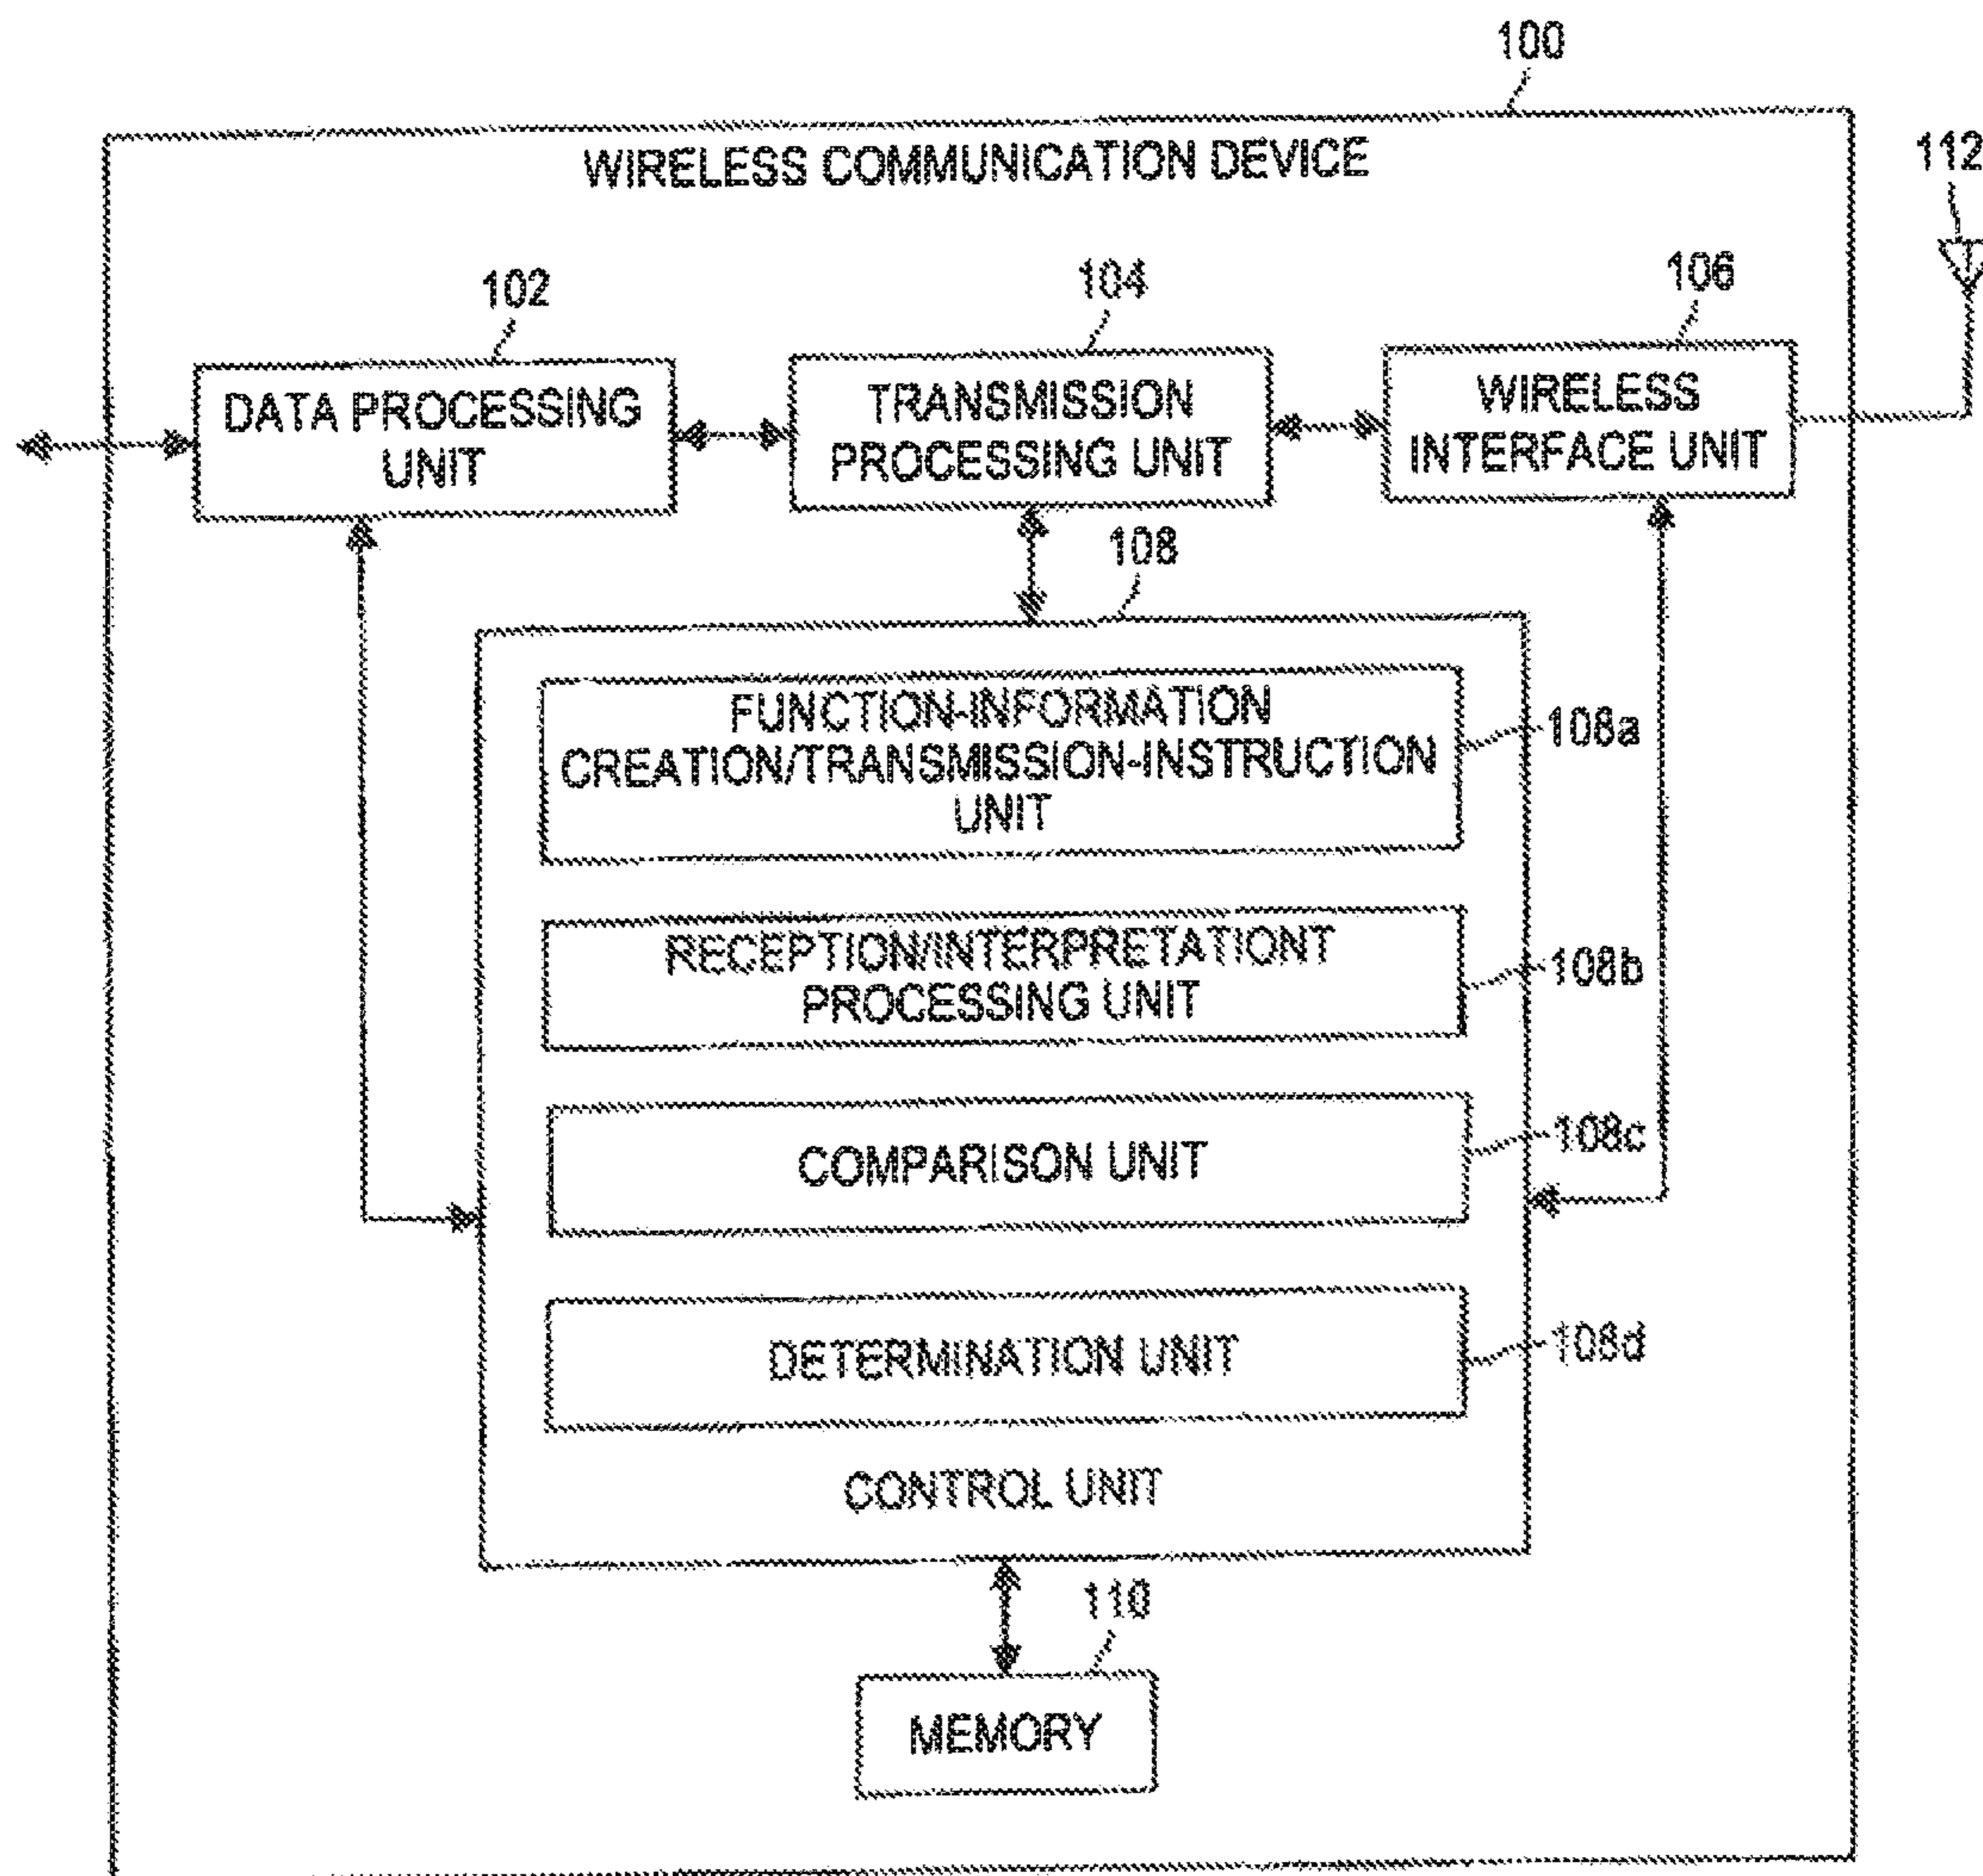 100
WIRELESS COMMUNICATION DEVICE
112
102
104
106
DATA PROCESSING
UNIT
TRANSMISSION
PROCESSING UNIT
WIRELESS
INTERFACE UNIT
108
FUNCTION-INFORMATION
CREATION/TRANSMISSION-INSTRUCTION
UNIT
108a
RECEPTION/INTERPRETATIONT
PROCESSING UNIT
108b
COMPARISON UNIT
108c
DETERMINATION UNIT
108d
CONTROL UNIT
110
MEMORY